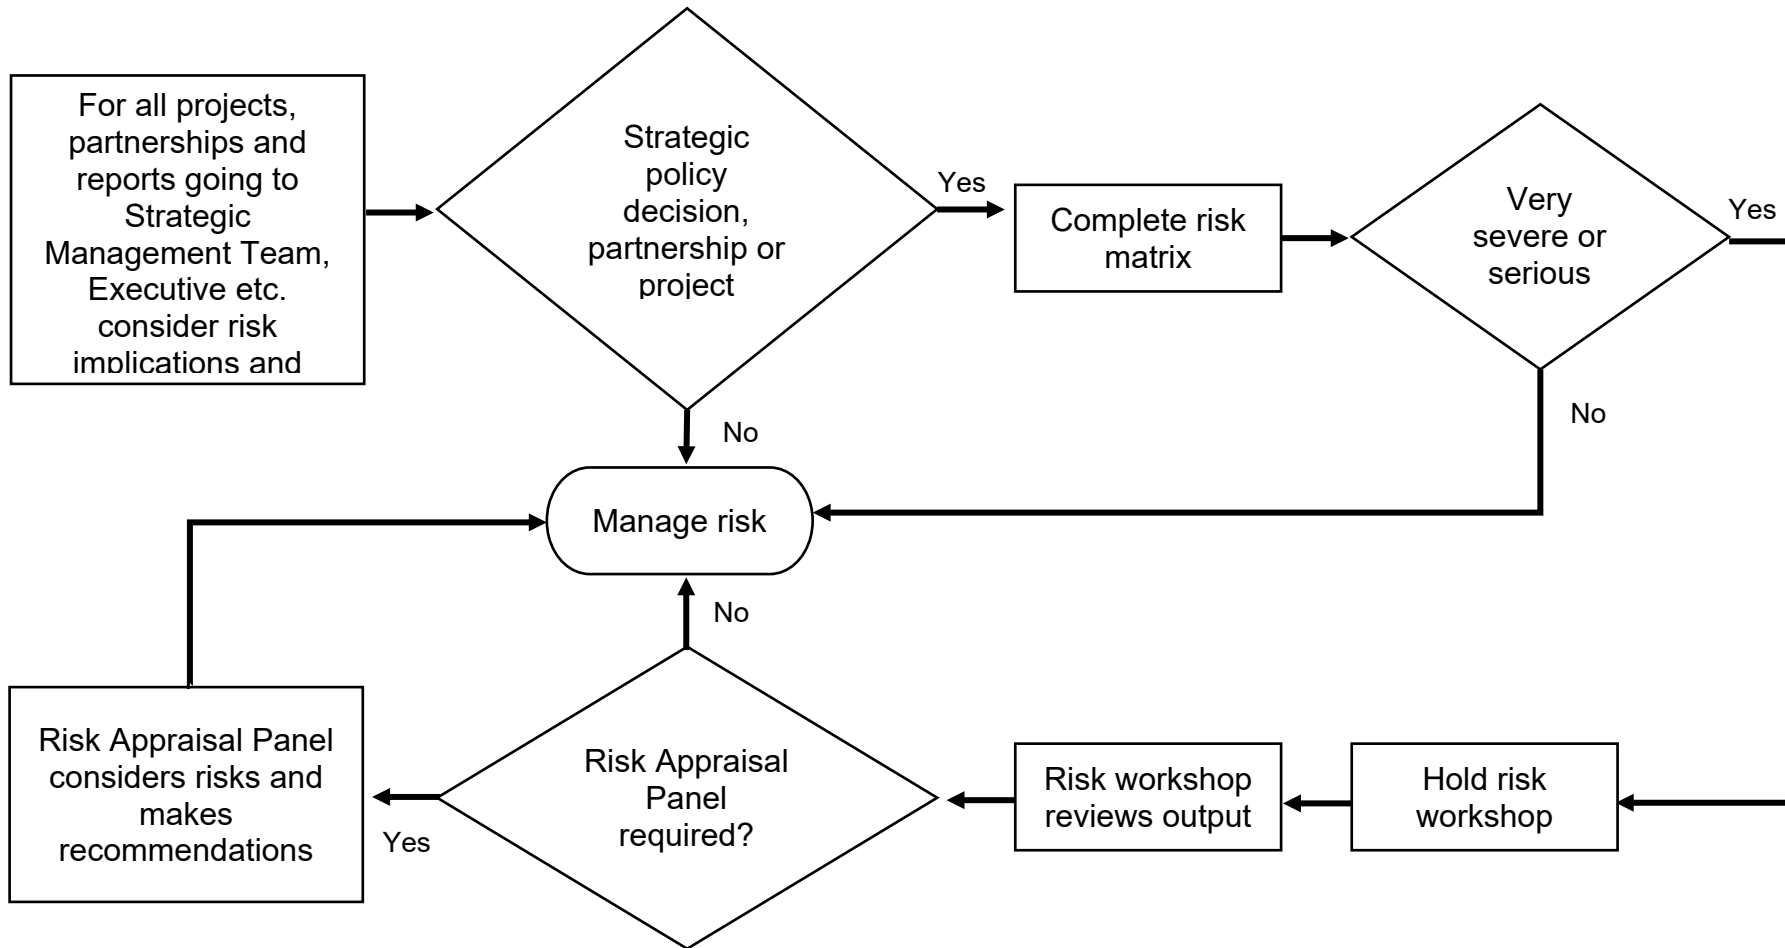 For all projects,
partnerships and
reports going to
Strategic
Management Team,
Executive etc.
consider risk
implications and
Strategic
policy
decision,
partnership or
project
Yes
Complete risk
matrix
Very
severe or
serious
Yes
No
No
Manage risk
No
Risk Appraisal Panel
considers risks and
makes
recommendations
Yes
Risk Appraisal
Panel
required?
Risk workshop
reviews output
Hold risk
workshop